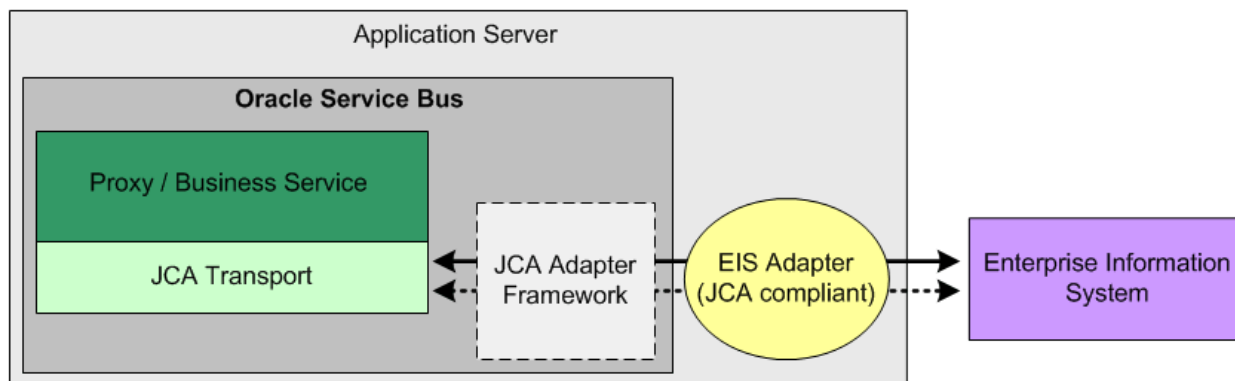 Application Server
Oracle Service Bus
Proxy / Business Service
JCA Transport
JCA Adapter
Framework
EIS Adapter
(JCA compliant)
Enterprise Information
System